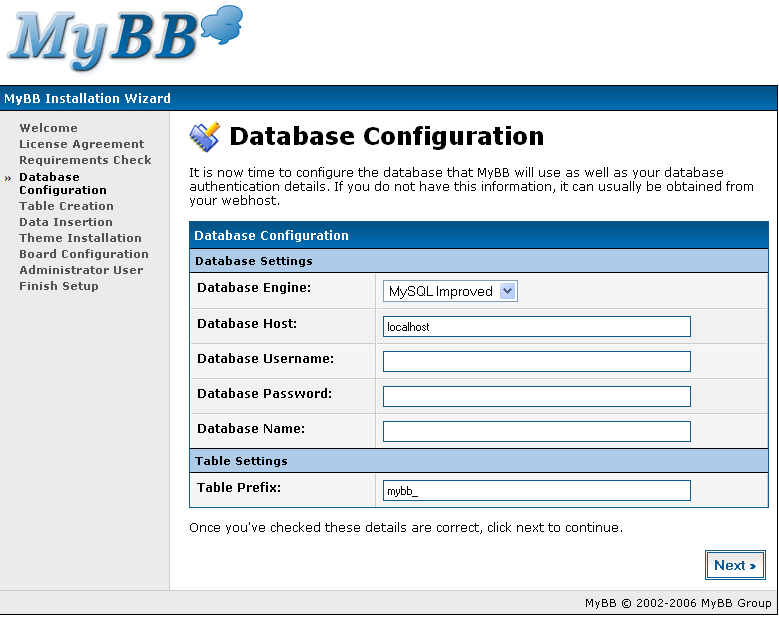 MyBB
MyBB Installation Wizard
Welcome
License Agreement
Requirements Check
» Database
Configuration
Table Creation
Data Insertion
Theme Installation
Board Configuration
Administrator User
Finish Setup
Database Configuration
It is now time to configure the database that MyBB will use as well as your database
authentication details. If you do not have this information, it can usually be obtained from
your webhost.
Database Configuration
Database Settings
Database Engine: MySQL Improved
Database Host: localhost
Database Username:
Database Password:
Database Name:
Table Settings
Table Prefix: mybb_
Once you've checked these details are correct, click next to continue.
Next »
MyBB © 2002-2006 MyBB Group